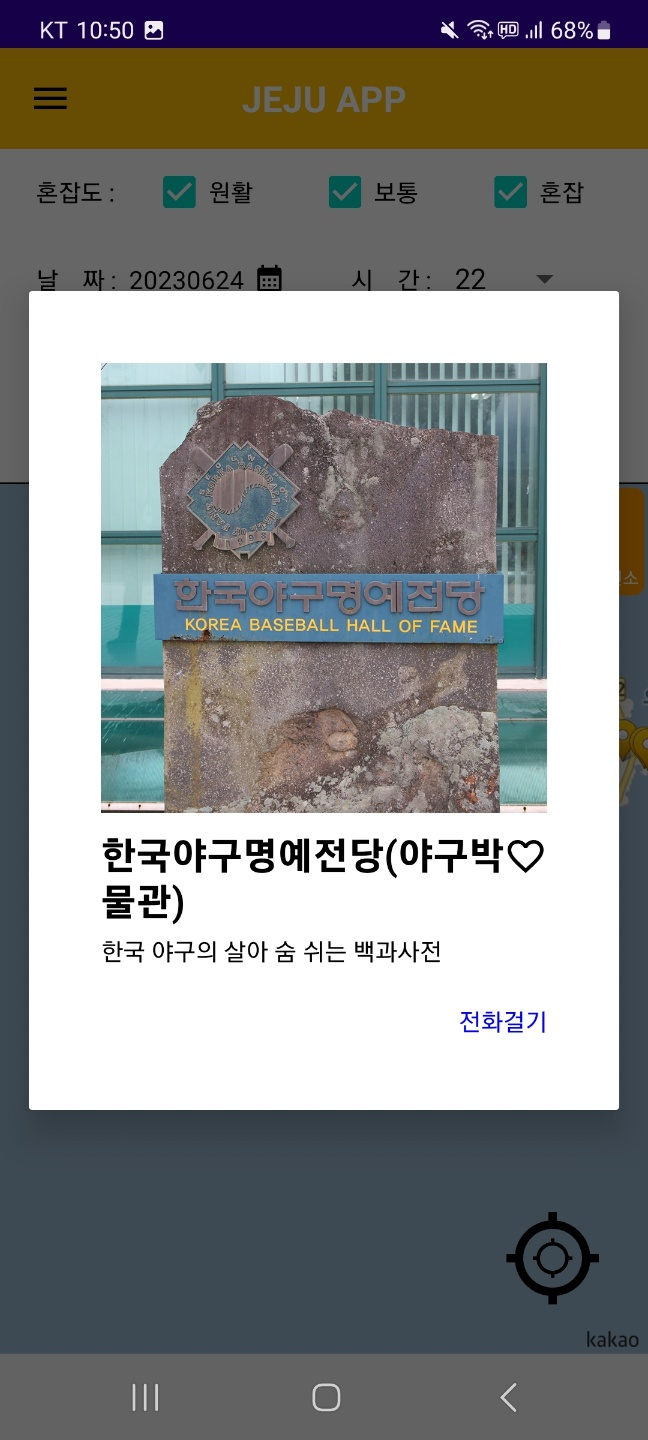 KT 10:50 HD 68%
JEJU APP
혼잡도 : 원활 보통 혼잡
날 짜 : 20230624 시 간 : 22
한국야구명예전당
KOREA BASEBALL HALL OF FAME
한국야구명예전당(야구박
물관)
한국 야구의 살아 숨 쉬는 백과사전
전화걸기
kakao